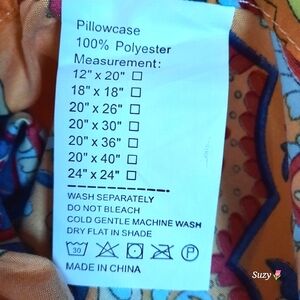 Pillowcase
100% Polyester
Measurement:
12" x 20" □
18" x 18" □
20" x 26" □
20" x 30" □
20" x 36" □
20" x 40" □
24" x 24" □
WASH SEPARATELY
DO NOT BLEACH
COLD GENTLE MACHINE WASH
DRY FLAT IN SHADE
30 P
MADE IN CHINA
Suzy🌷